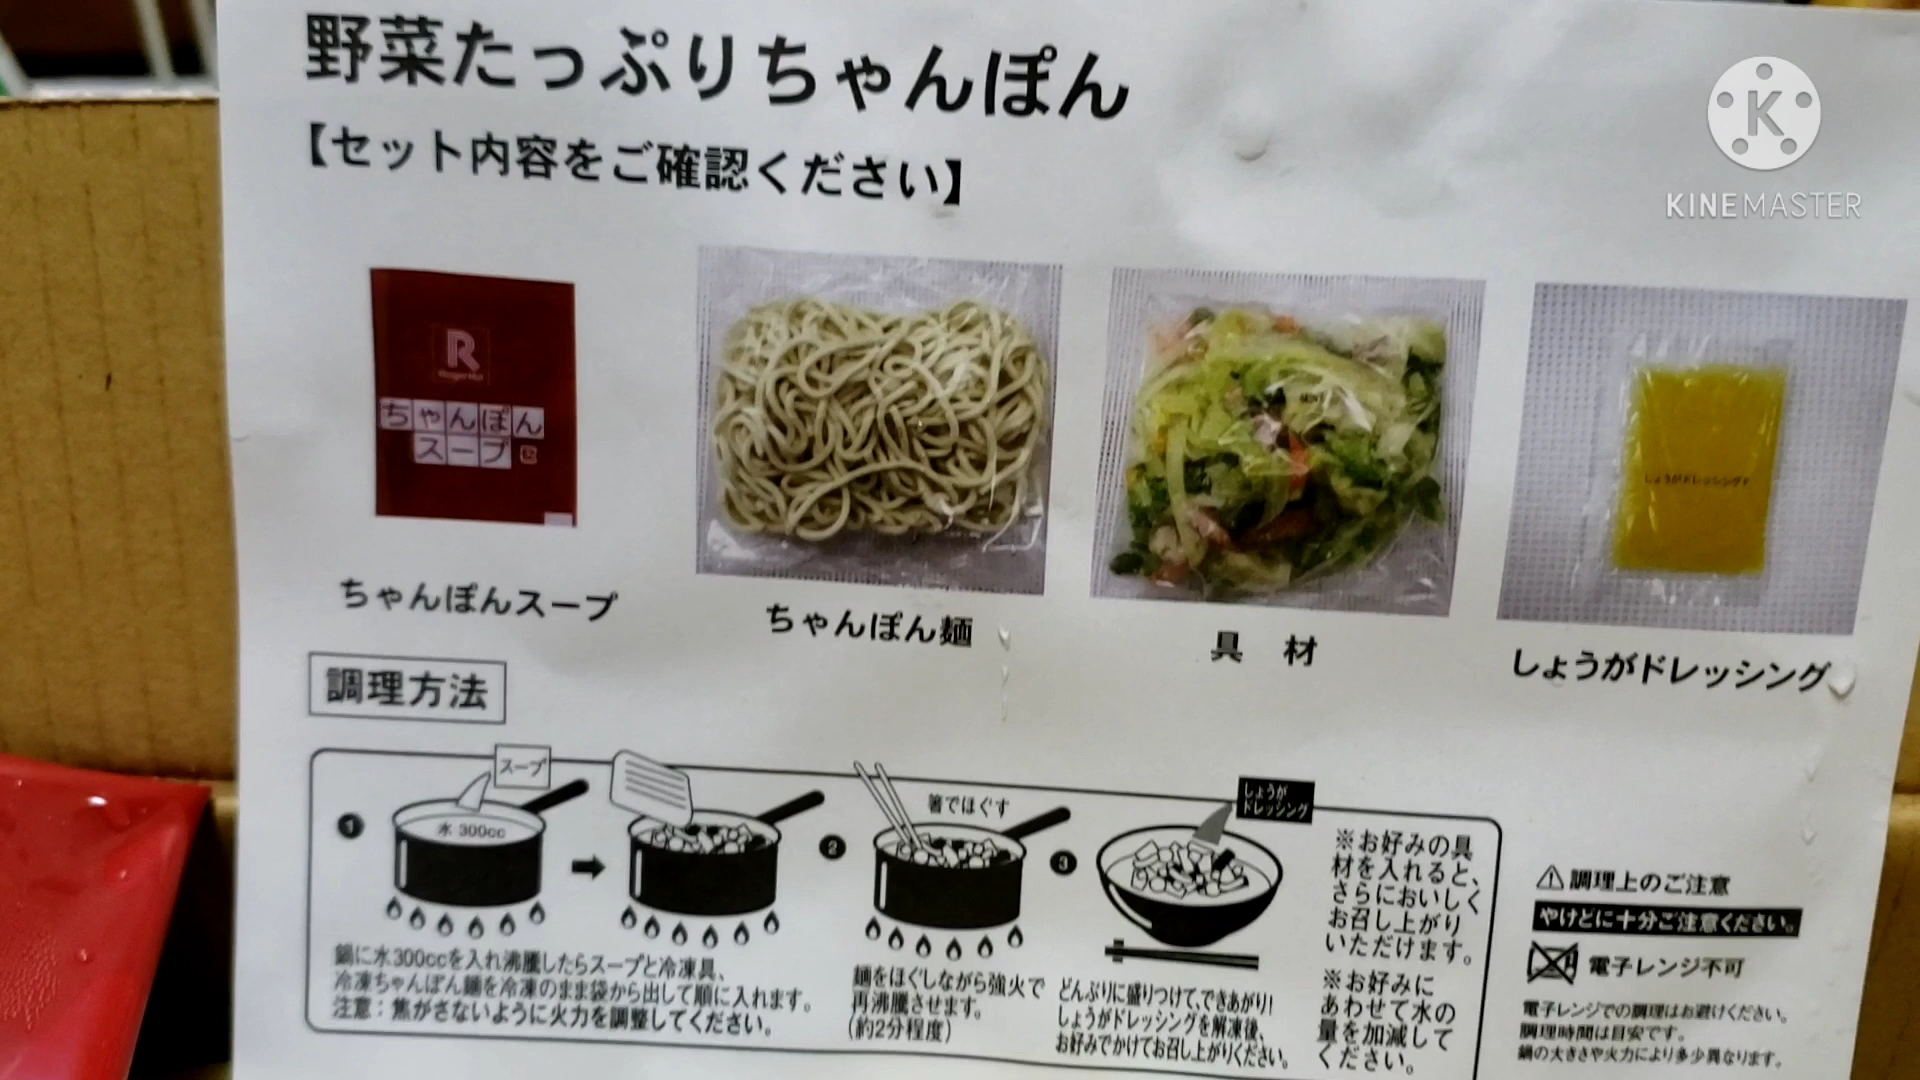 野菜たっぷりちゃんぽん
【セット内容をご確認ください】
K
KINEMASTER
R
RingerHut
ちゃんぽん
スープ
しょうがドレッシング
ちゃんぽんスープ
ちゃんぽん麺
具 材
しょうがドレッシング
調理方法
スープ
水 300cc
箸でほぐす
しょうが
ドレッシング
❶
❷
❸
鍋に水300ccを入れ沸騰したらスープと冷凍具、
冷凍ちゃんぽん麺を冷凍のまま袋から出して順に入れます。
注意：焦がさないように火力を調整してください。
麺をほぐしながら強火で
再沸騰させます。
(約2分程度)
どんぶりに盛りつけて、できあがり!
しょうがドレッシングを解凍後、
お好みでかけてお召し上がりください。
※お好みの具
材を入れると、
さらにおいしく
お召し上がり
いただけます。
※お好みに
あわせて水の
量を加減して
ください。
⚠調理上のご注意
やけどに十分ご注意ください。
電子レンジ不可
電子レンジでの調理はお避けください。
調理時間は目安です。
鍋の大きさや火力により多少異なります。